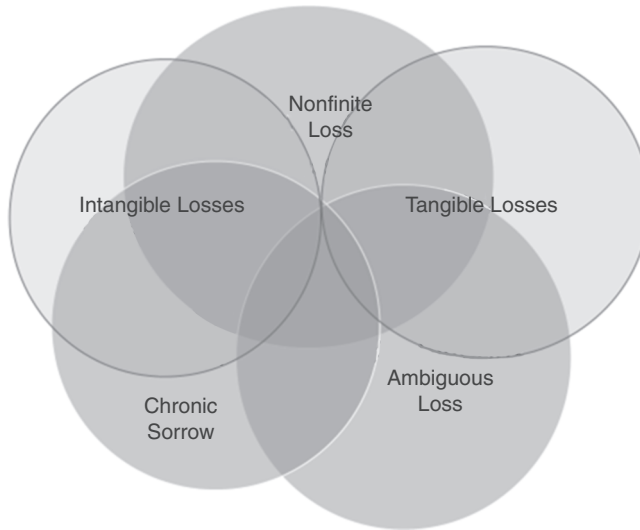 Nonfinite
Loss
Intangible Losses
Tangible Losses
Ambiguous
Loss
Chronic
Sorrow